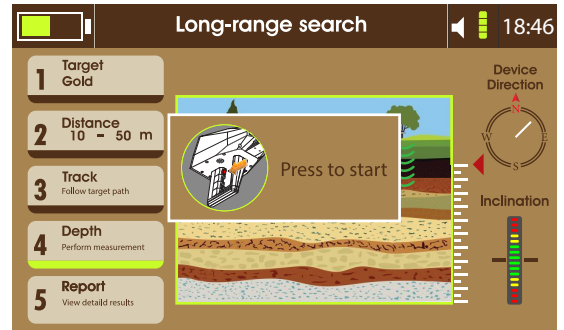 Long-range search
18:46
1
Target
Gold
2
Distance
10 - 50 m
3
Track
Follow target path
4
Depth
Perform measurement
5
Report
View detaild results
Press to start
Device
Direction
N
W
E
S
Inclination